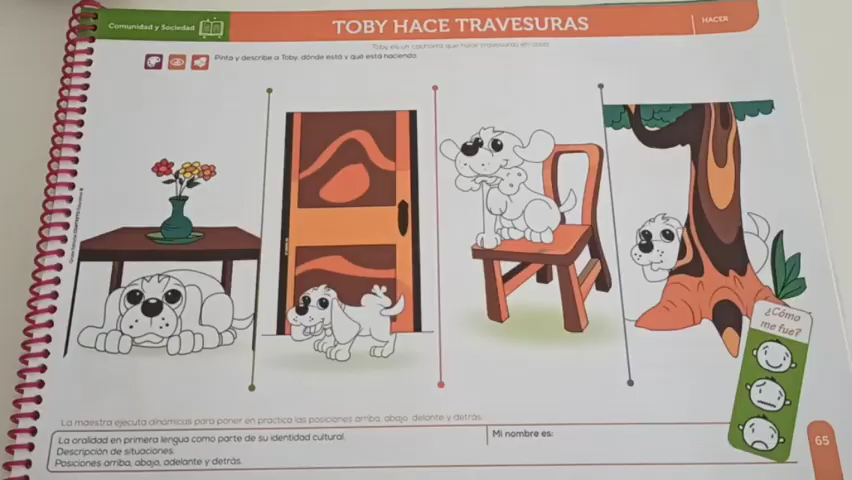 Comunidad y Sociedad
TOBY HACE TRAVESURAS
HACER
Toby es un cachorro que hace travesuras en casa.
Pinta y describe a Toby, dónde está y qué está haciendo.
¿Cómo
me fue?
La maestra ejecuta dinámicas para poner en práctica las posiciones arriba, abajo, delante y detrás.
La oralidad en primera lengua como parte de su identidad cultural.
Descripción de situaciones.
Posiciones arriba, abajo, adelante y detrás.
Mi nombre es:
65